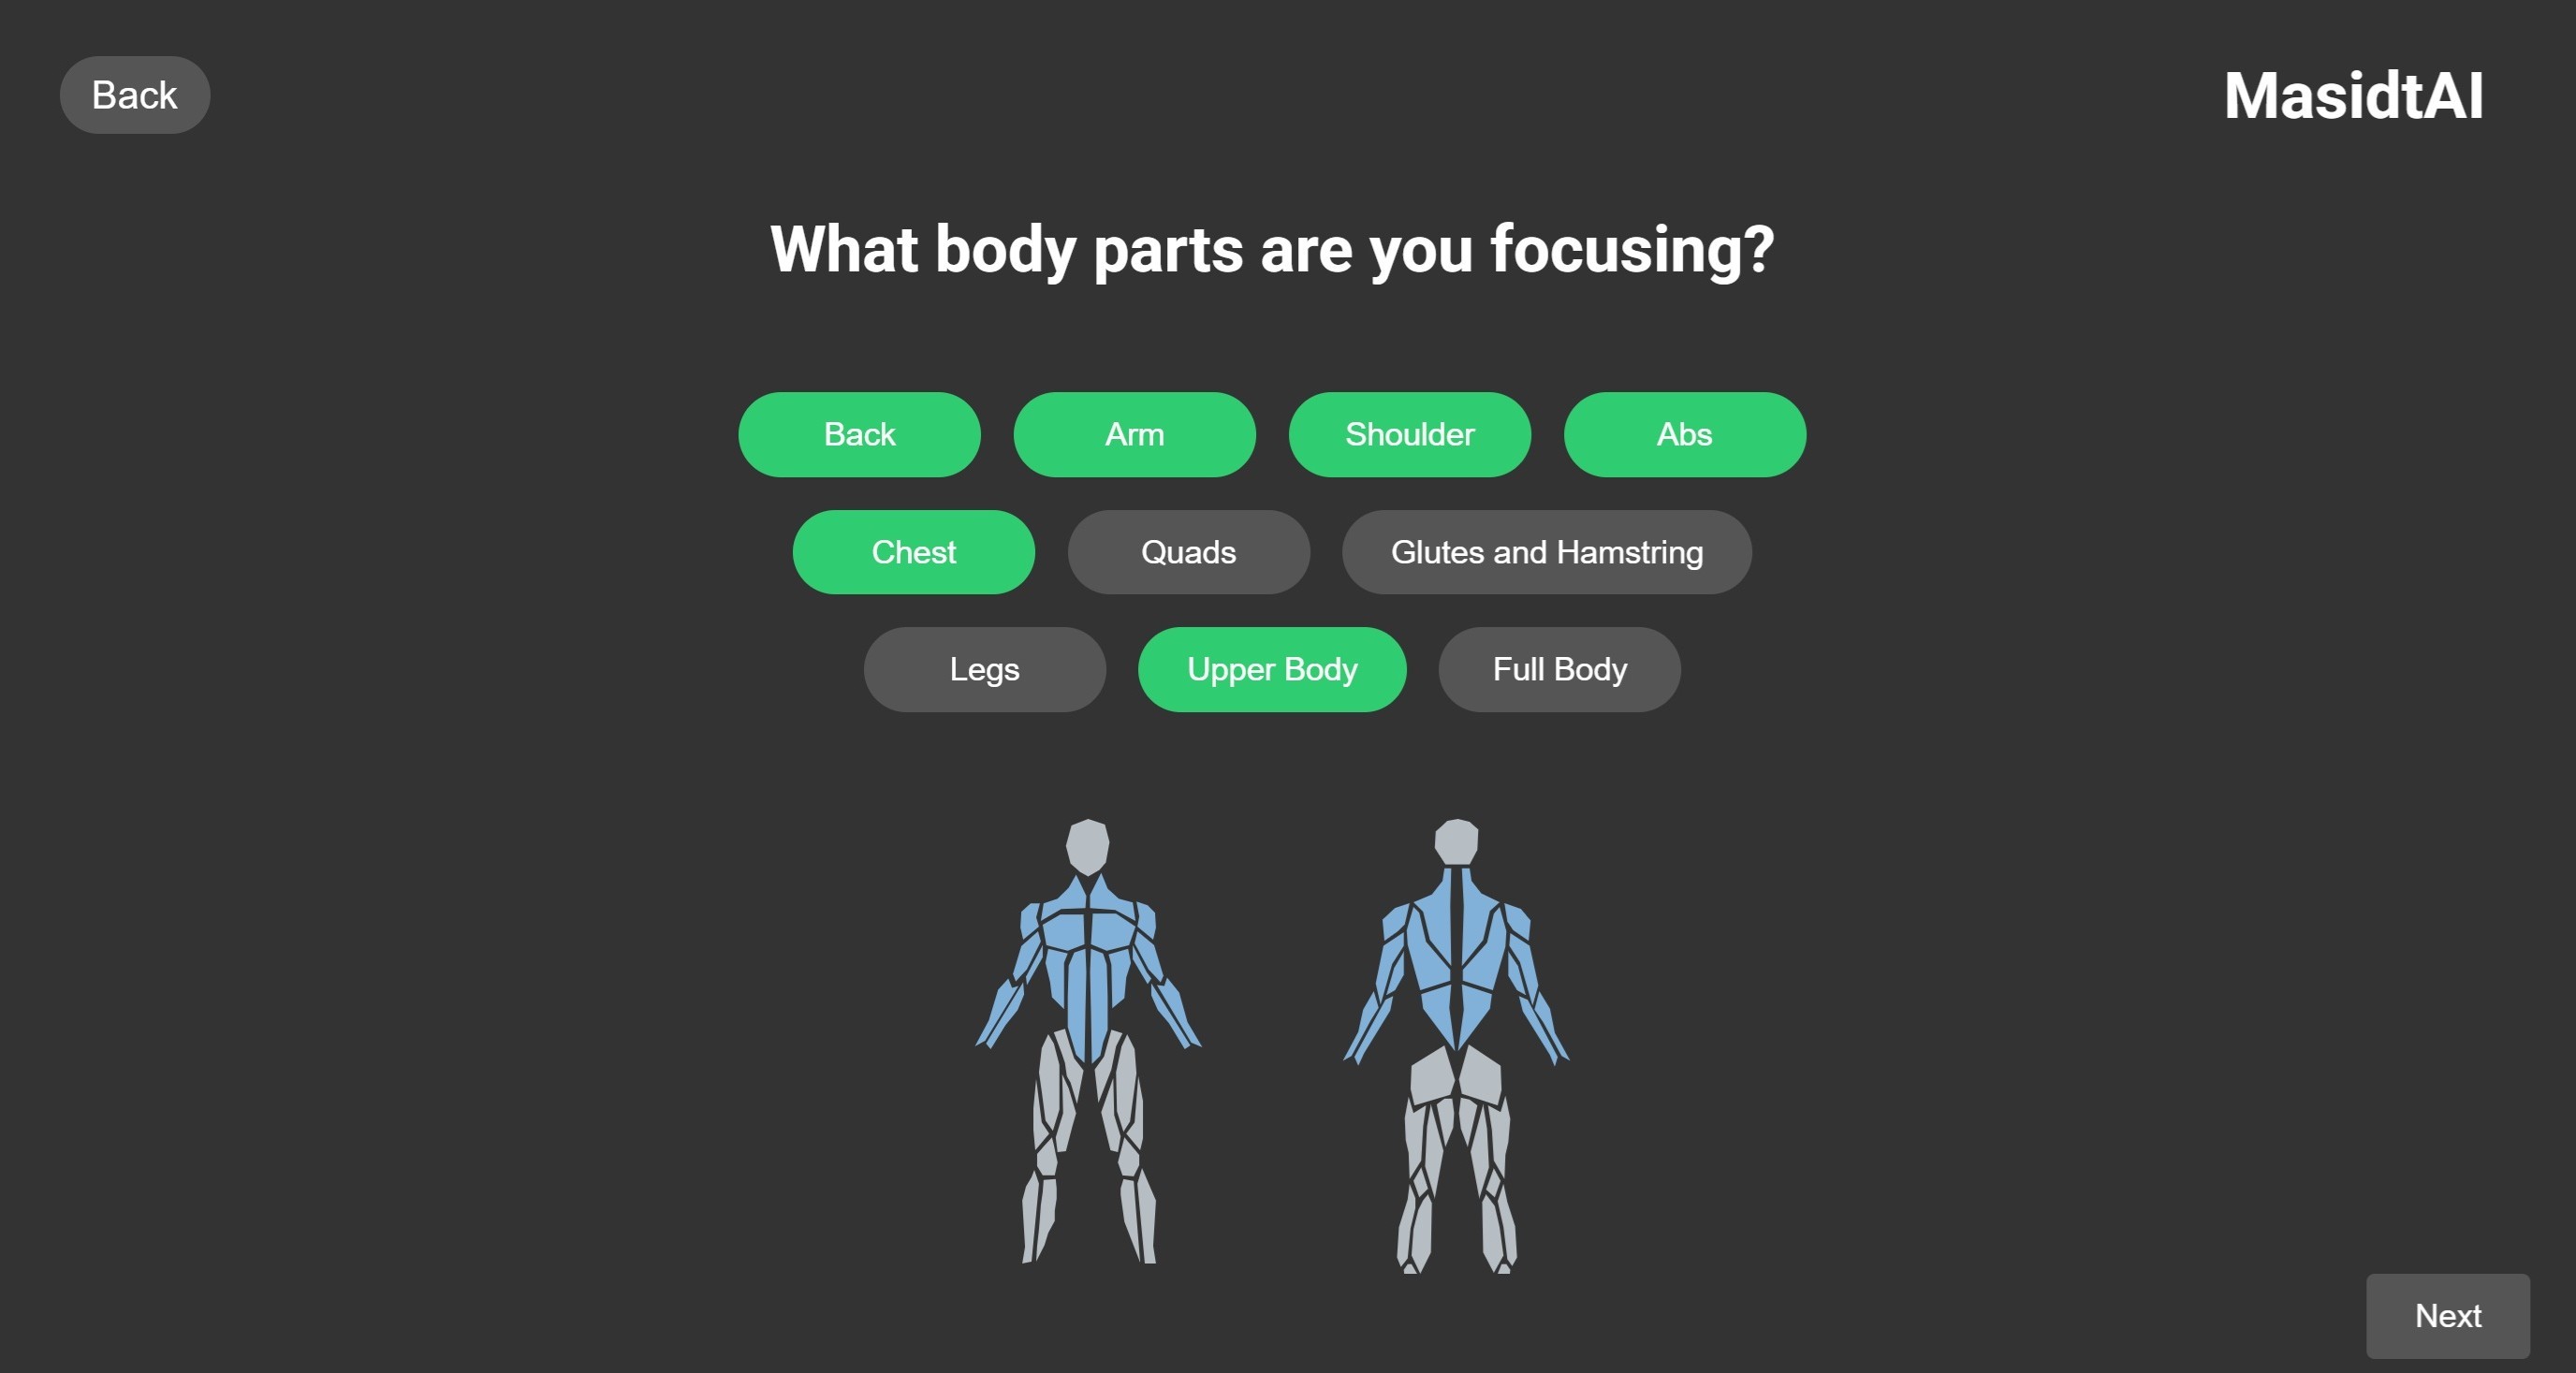 Back
MasidtAI
What body parts are you focusing?
Back
Arm
Shoulder
Abs
Chest
Quads
Glutes and Hamstring
Legs
Upper Body
Full Body
Next